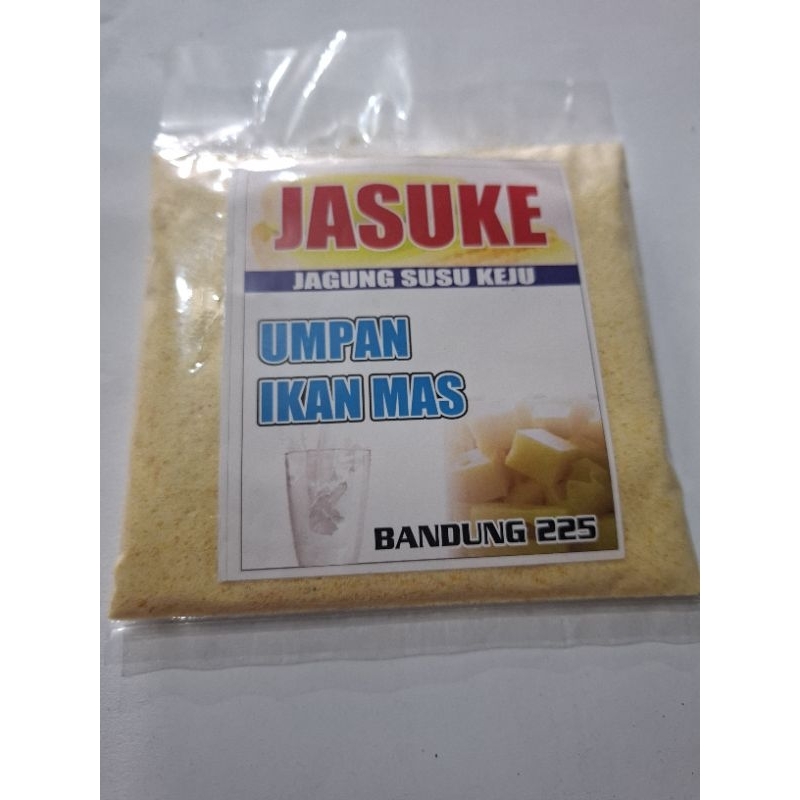 JASUKE
JAGUNG SUSU KEJU
UMPAN
IKAN MAS
BANDUNG 225